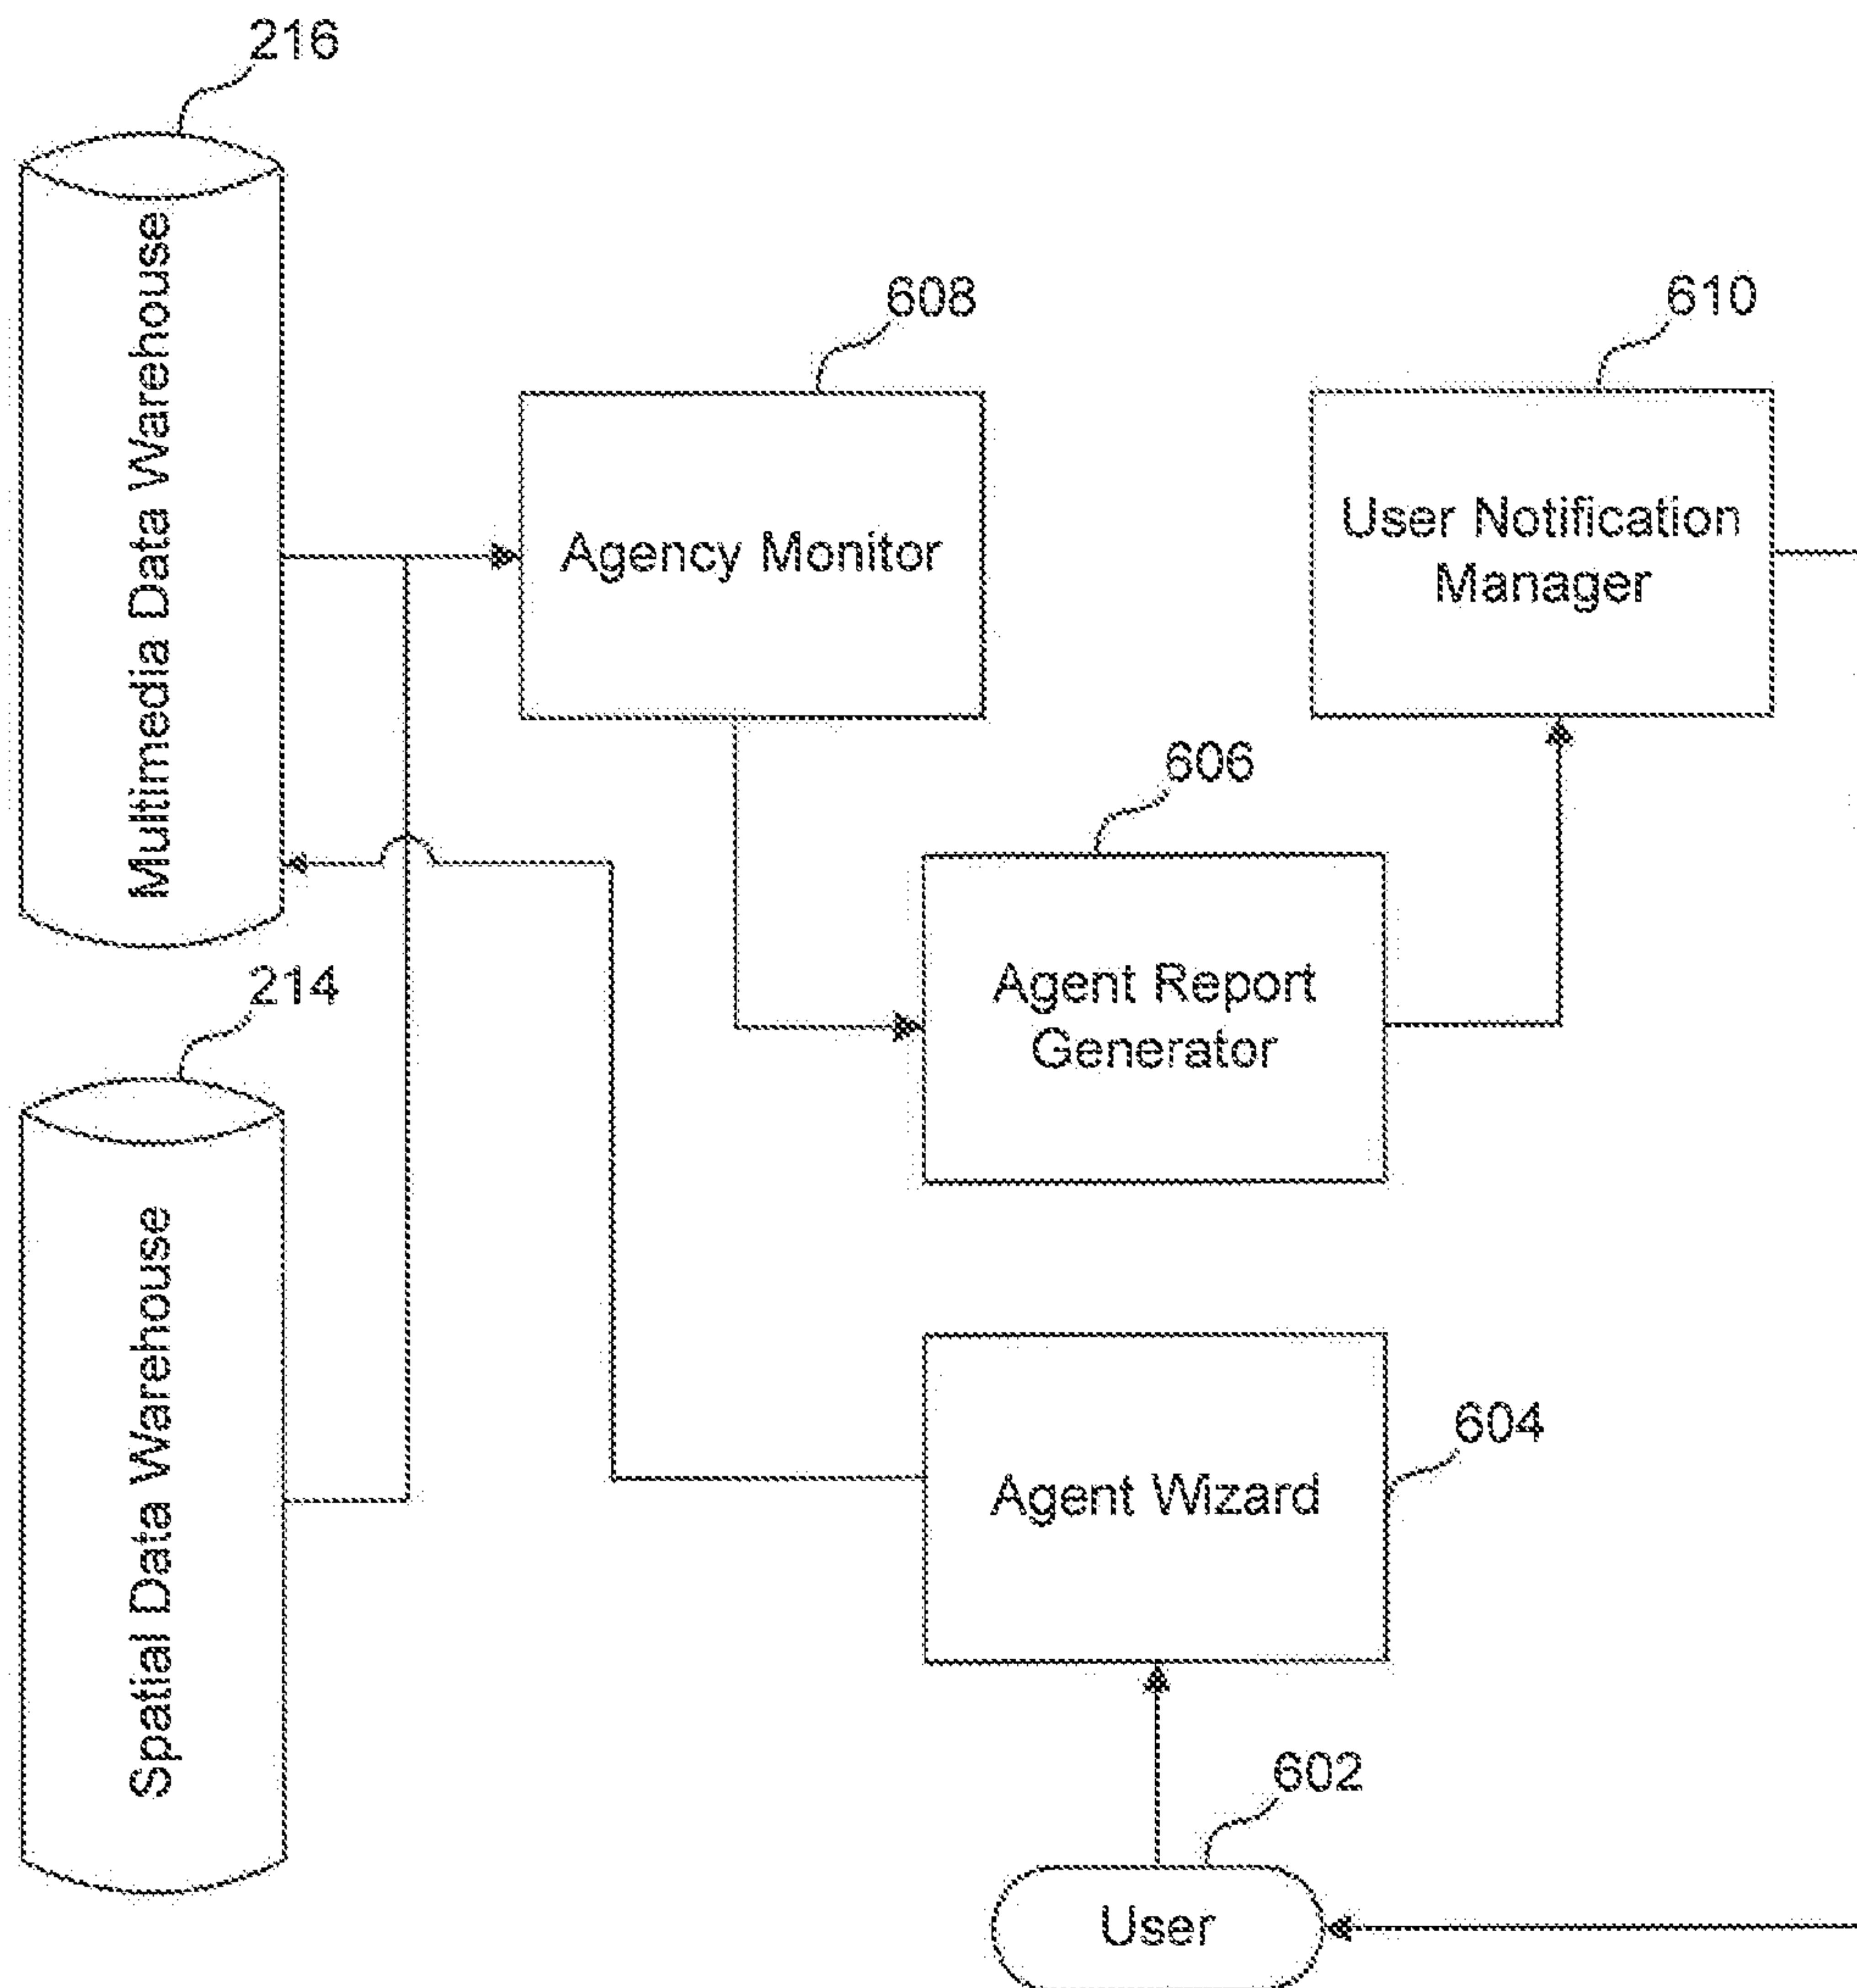 216
Multimedia Data Warehouse
608
Agency Monitor
610
User Notification
Manager
606
Agent Report
Generator
214
Spatial Data Warehouse
604
Agent Wizard
602
User